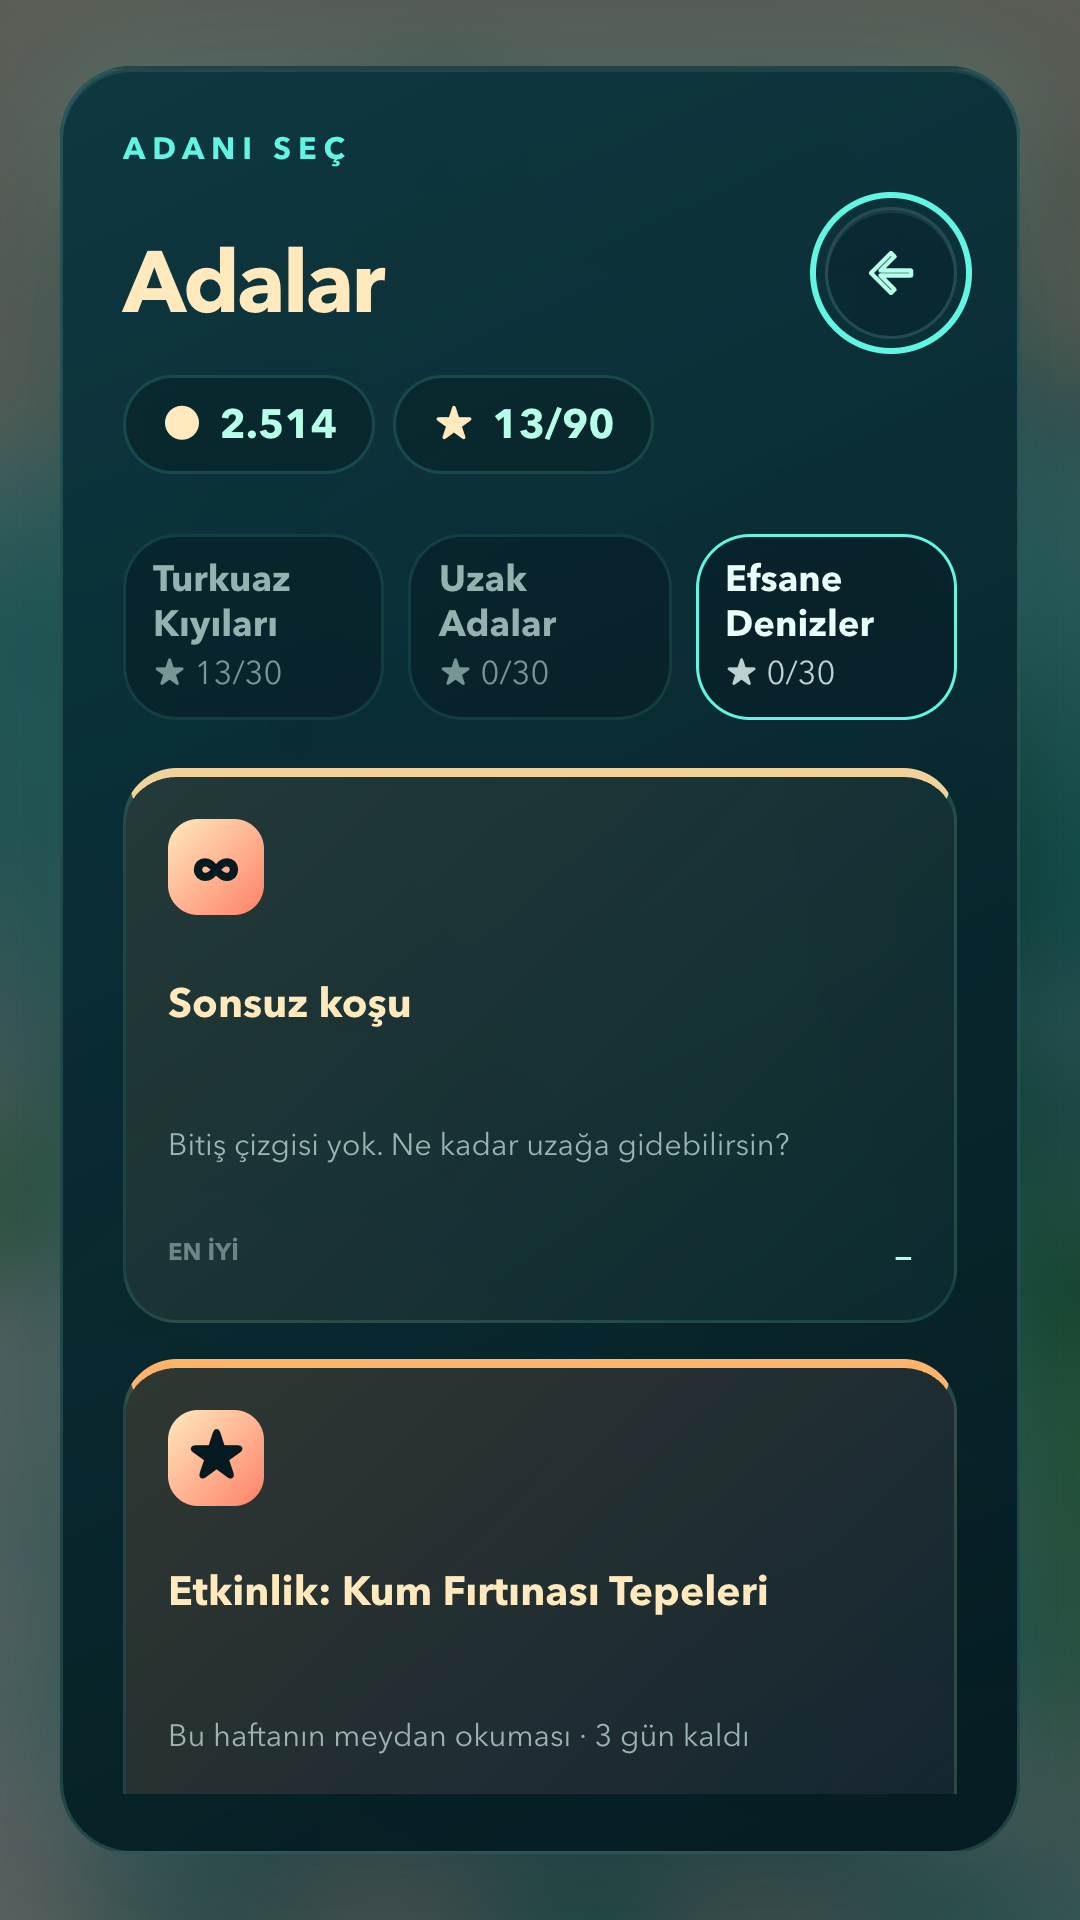 ADANI SEÇ
Adalar
2.514
13/90
Turkuaz
Kıyıları
★ 13/30
Uzak
Adalar
★ 0/30
Efsane
Denizler
★ 0/30
Sonsuz koşu
Bitiş çizgisi yok. Ne kadar uzağa gidebilirsin?
EN İYİ
–
Etkinlik: Kum Fırtınası Tepeleri
Bu haftanın meydan okuması · 3 gün kaldı